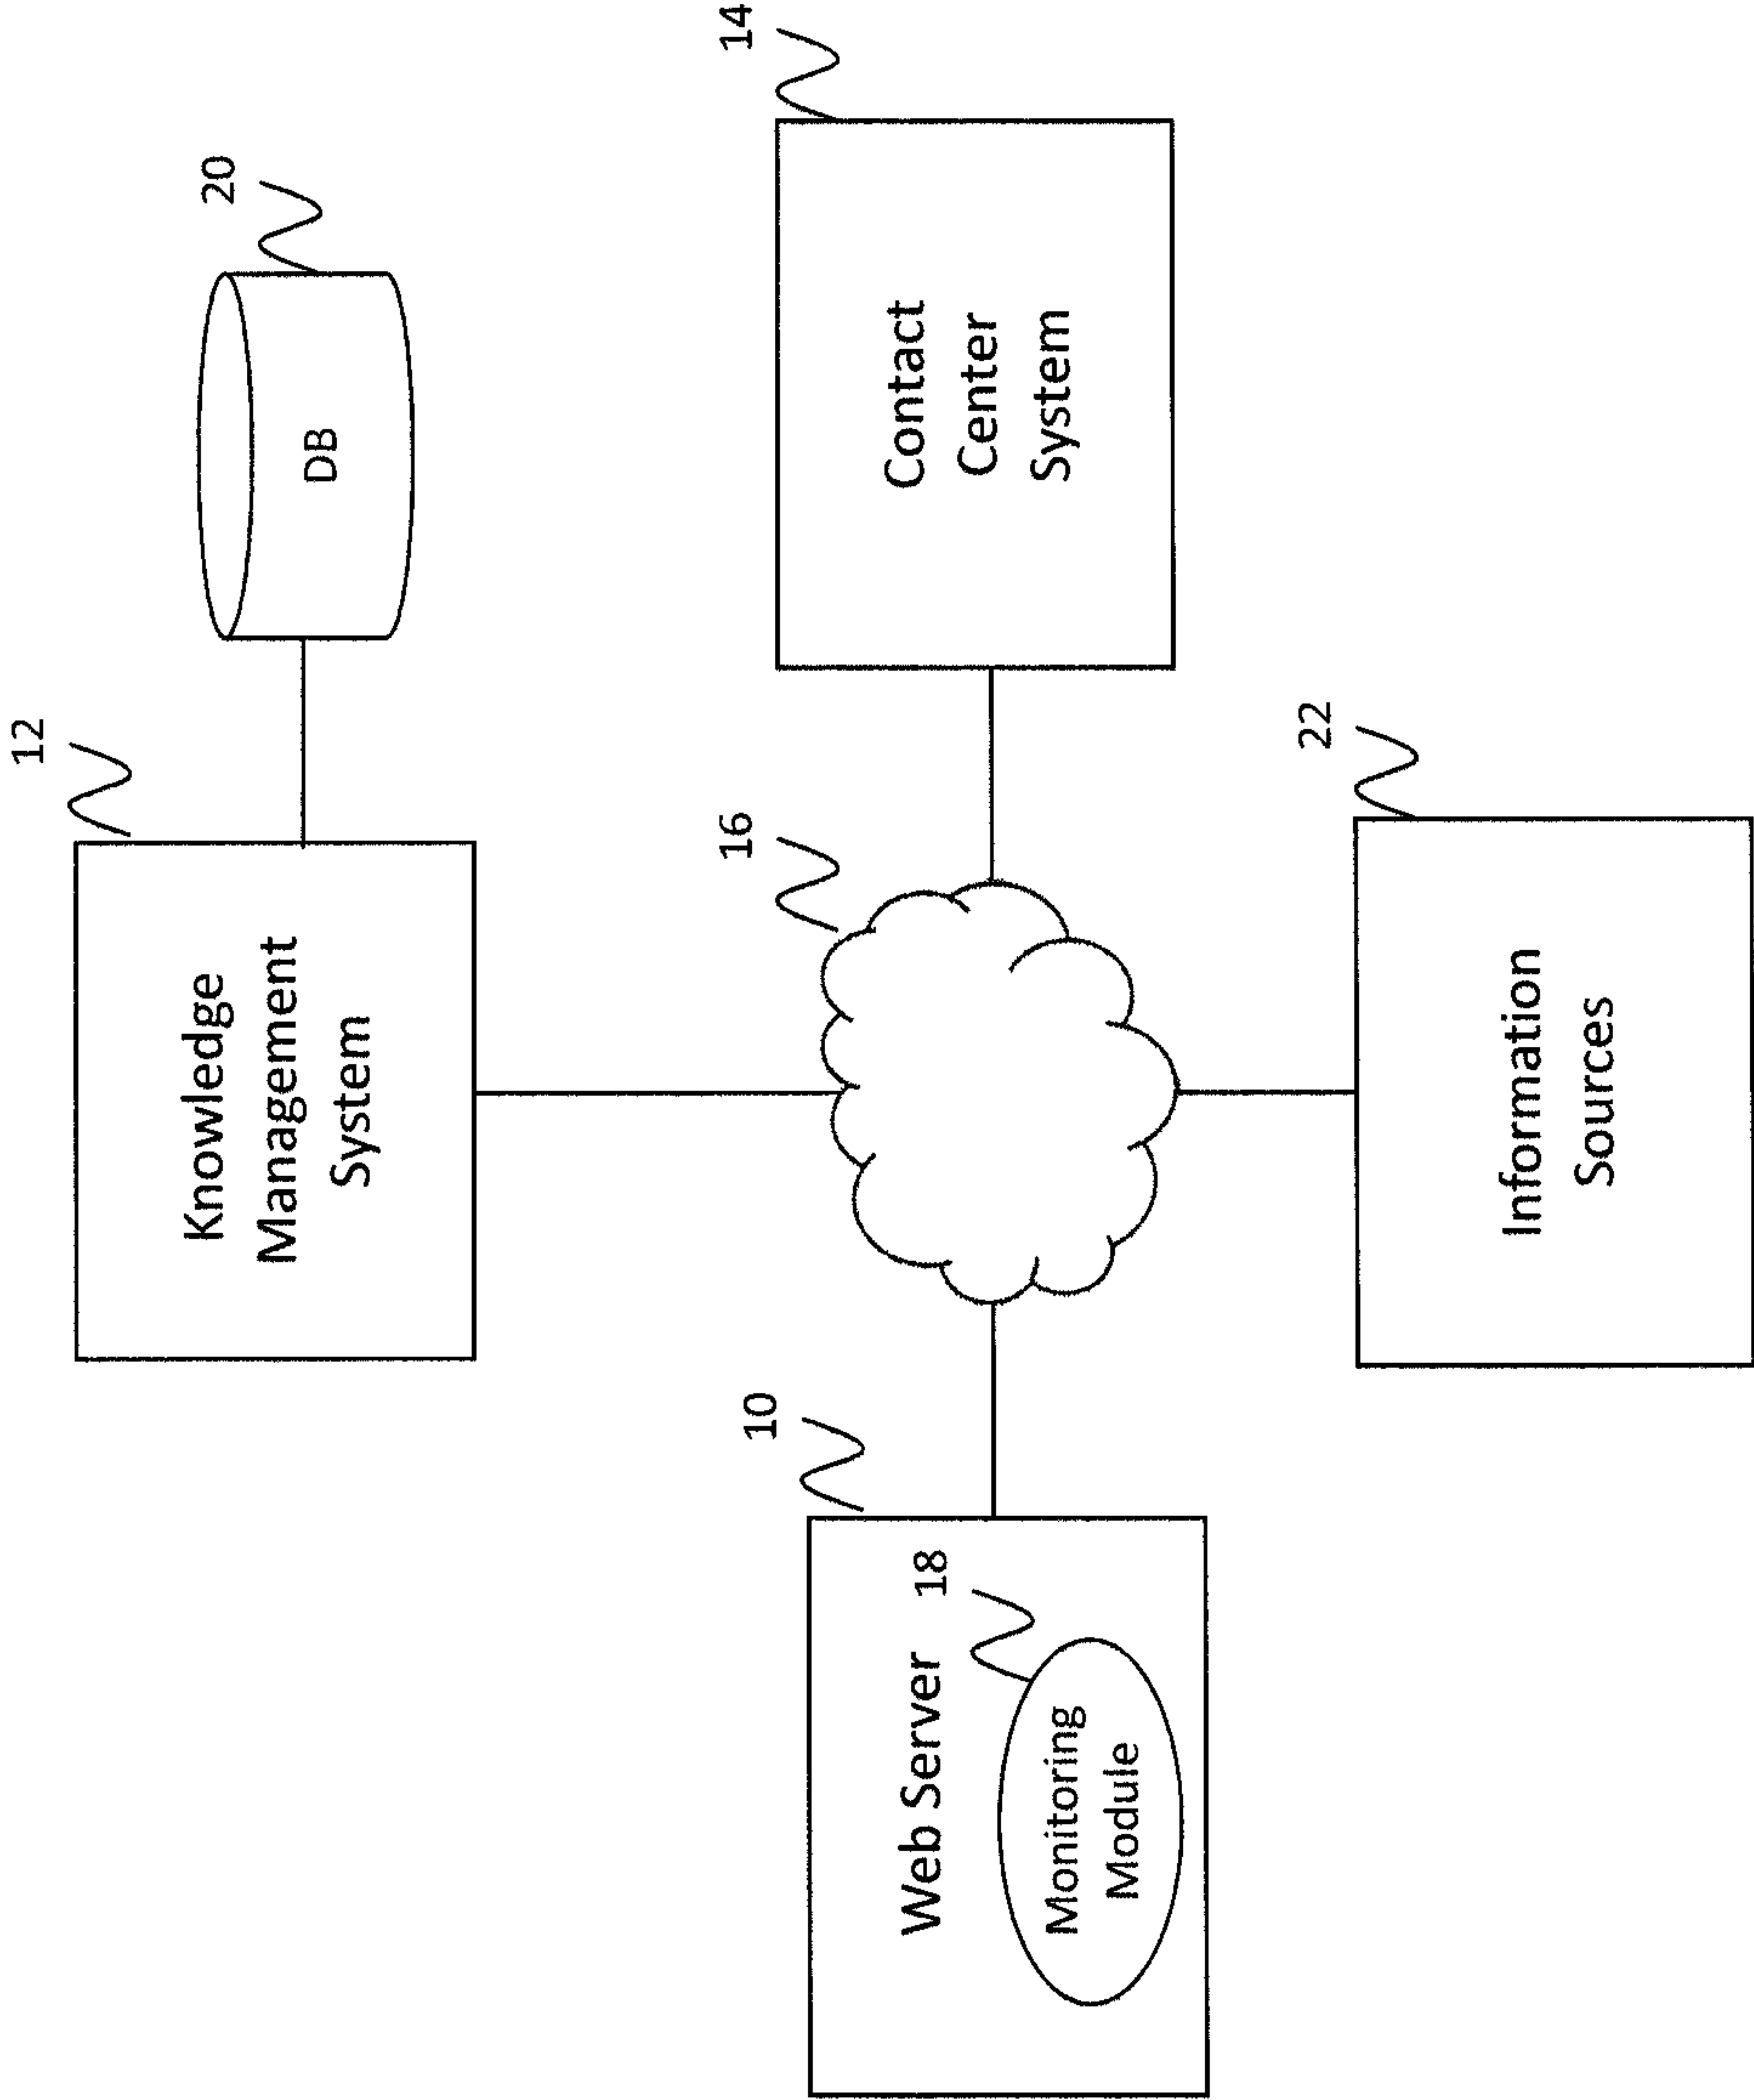 12
Knowledge
Management
System
20
DB
16
14
Contact
Center
System
10
Web Server
18
Monitoring
Module
22
Information
Sources